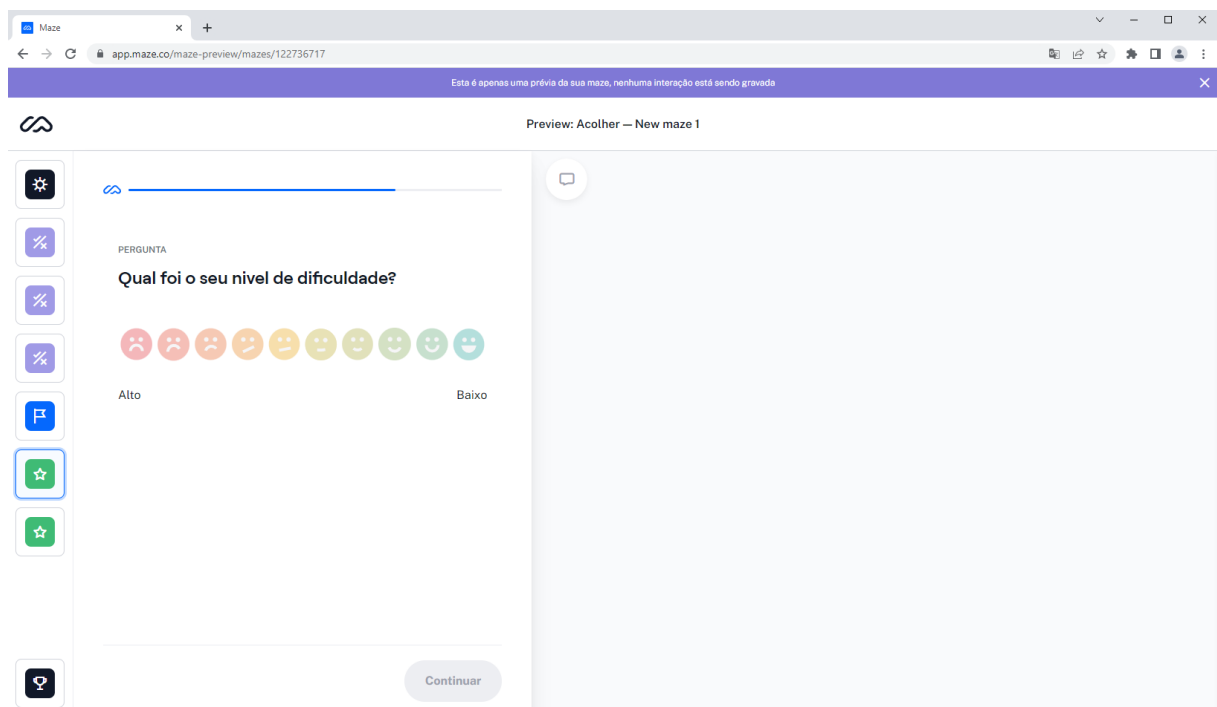 Maze
app.maze.co/maze-preview/mazes/122736717
Esta é apenas uma prévia da sua maze, nenhuma interação está sendo gravada
Preview: Acolher — New maze 1
PERGUNTA
Qual foi o seu nivel de dificuldade?
Alto Baixo
Continuar